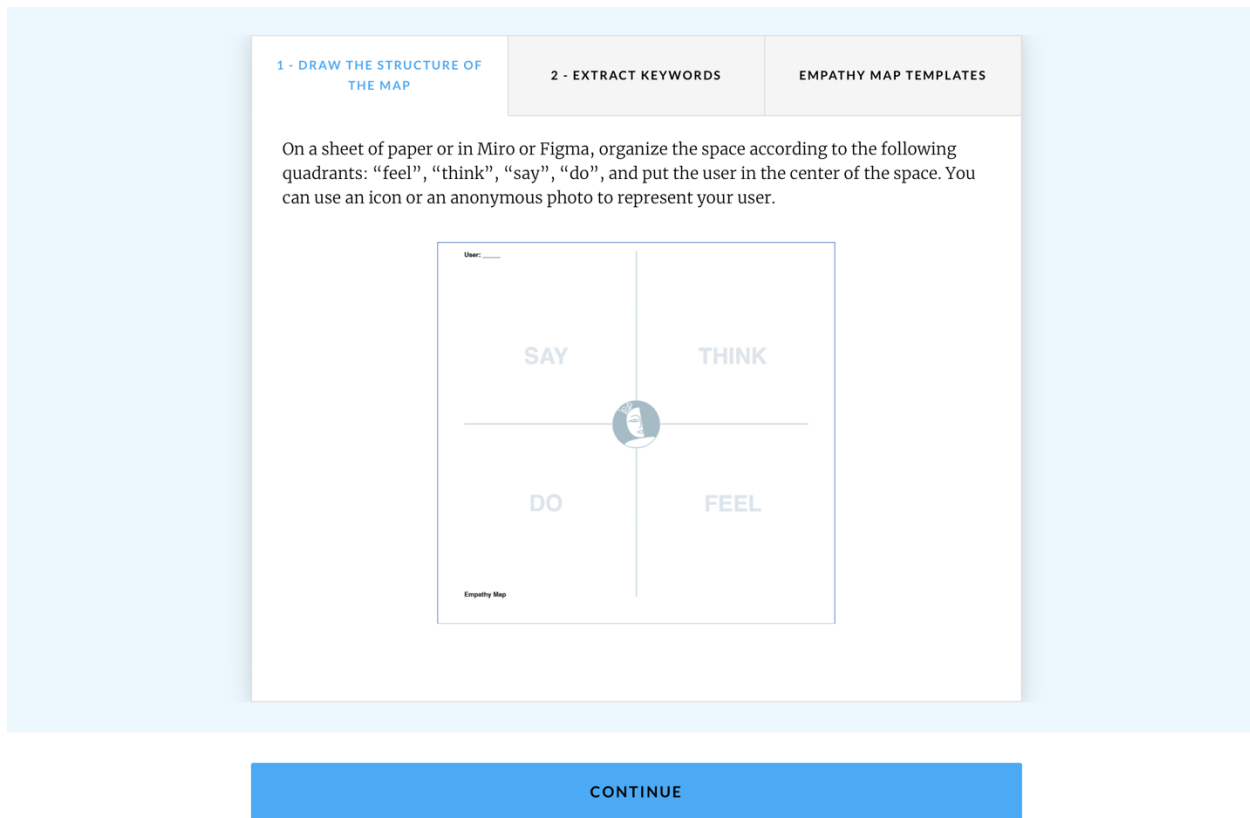 1 - DRAW THE STRUCTURE OF
THE MAP
2 - EXTRACT KEYWORDS
EMPATHY MAP TEMPLATES
On a sheet of paper or in Miro or Figma, organize the space according to the following
quadrants: “feel”, “think”, “say”, “do”, and put the user in the center of the space. You
can use an icon or an anonymous photo to represent your user.
User: _____
SAY
THINK
DO
FEEL
Empathy Map
CONTINUE